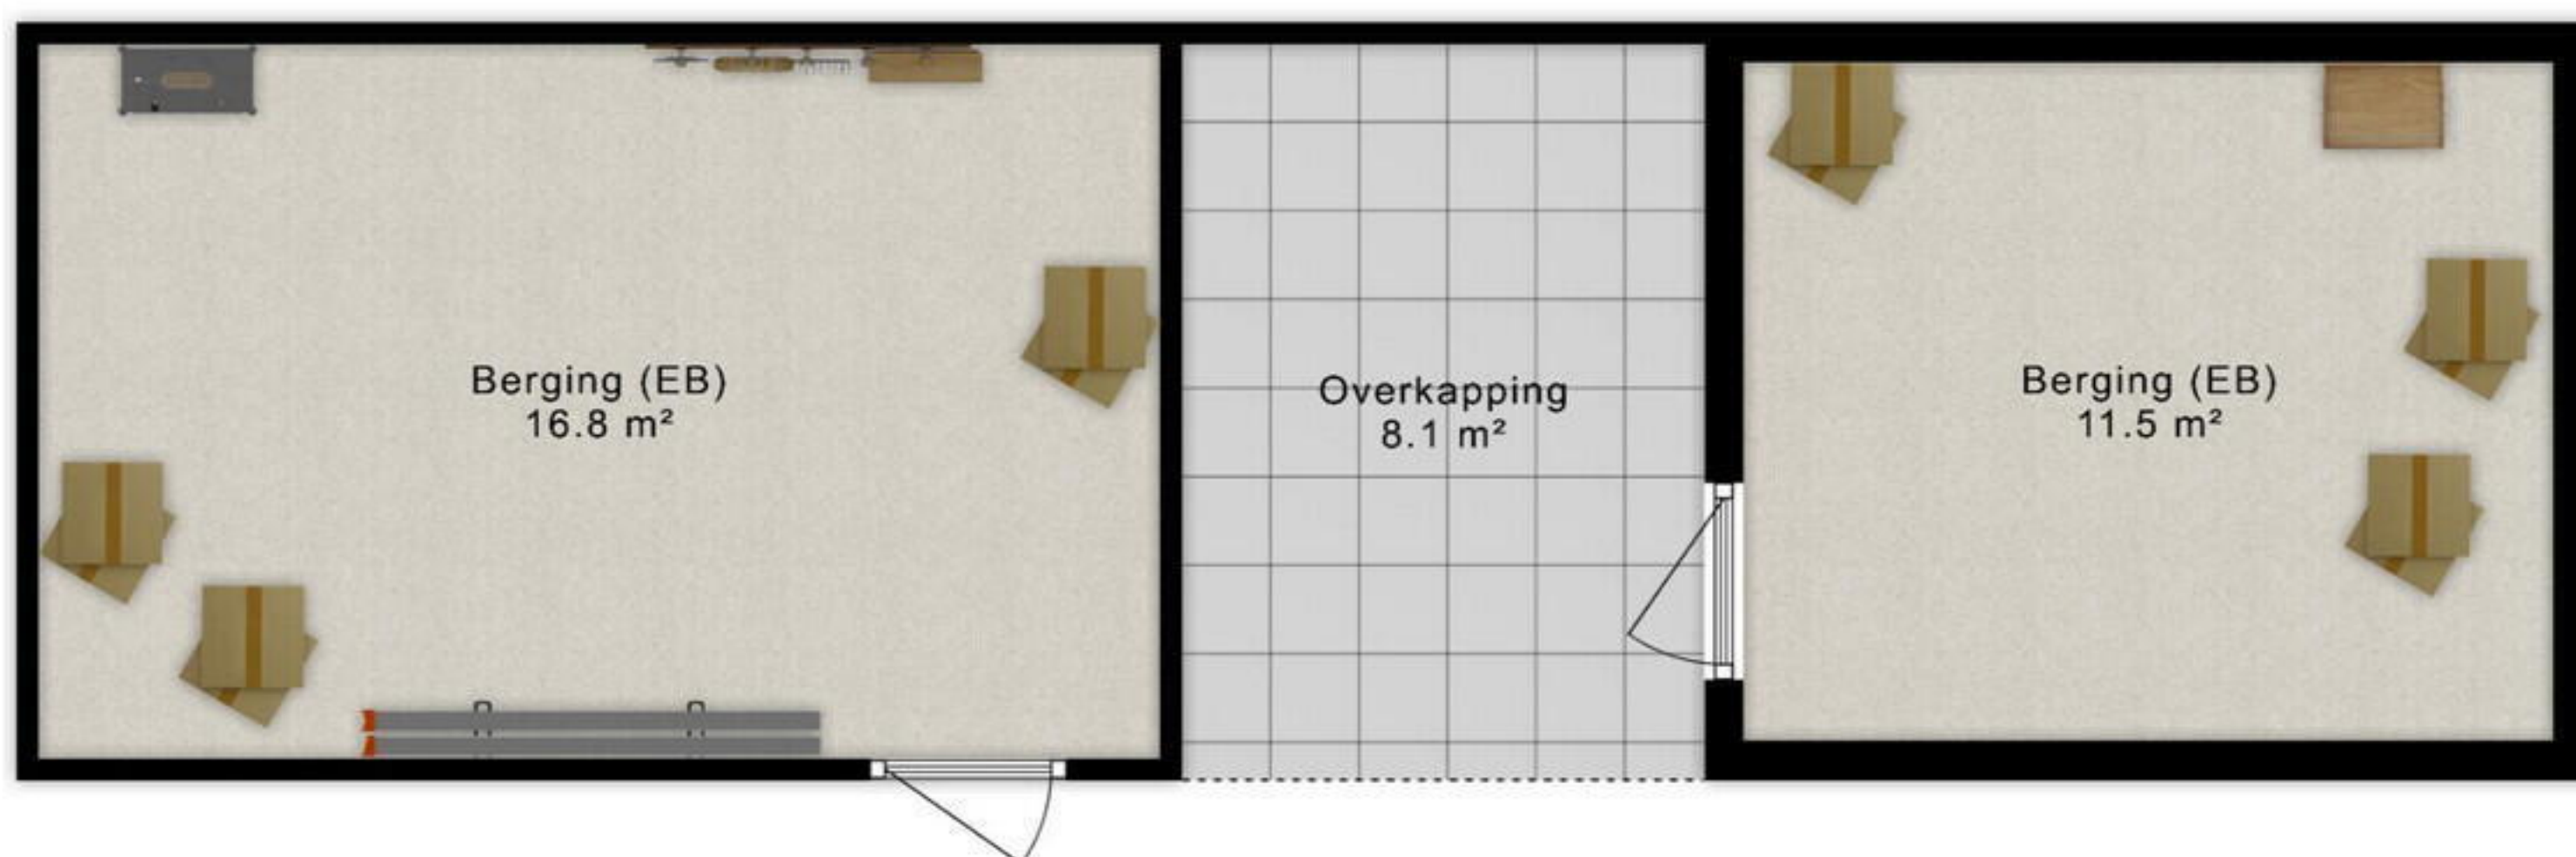 Berging (EB)
16.8 m²
Overkapping
8.1 m²
Berging (EB)
11.5 m²